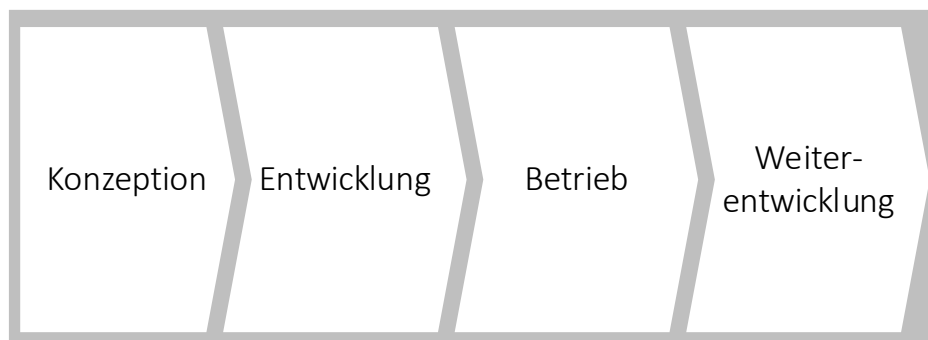 Konzeption
Entwicklung
Betrieb
Weiter-
entwicklung